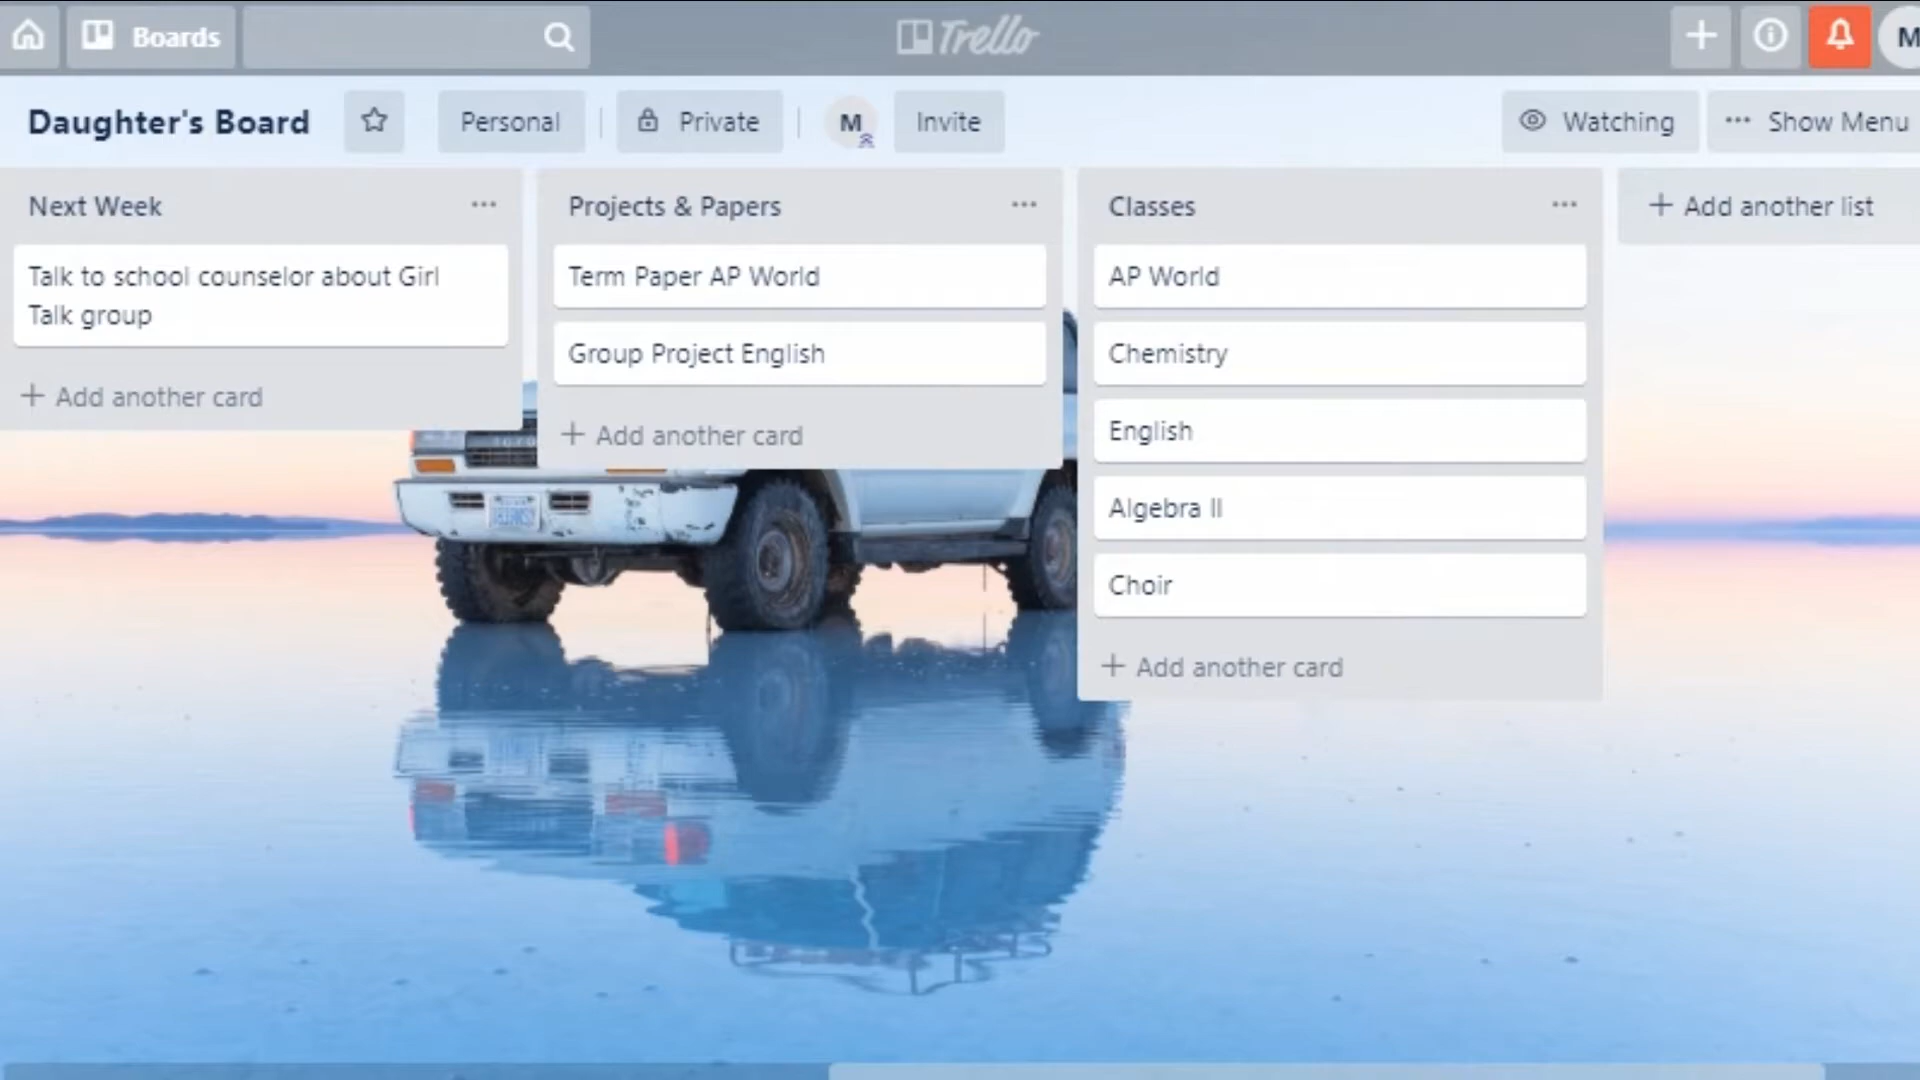 Boards
Trello
M
Daughter's Board
Personal
Private
M
Invite
Watching
Show Menu
Next Week
Talk to school counselor about Girl
Talk group
+ Add another card
Projects & Papers
Term Paper AP World
Group Project English
+ Add another card
Classes
AP World
Chemistry
English
Algebra II
Choir
+ Add another card
+ Add another list